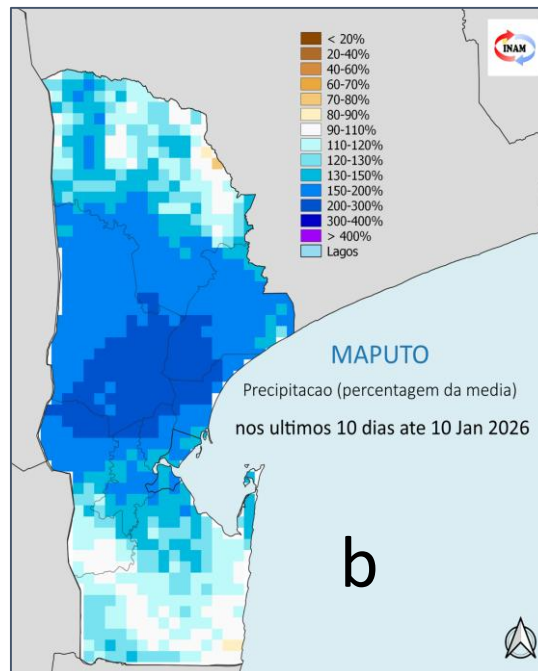 INAM
< 20%
20-40%
40-60%
60-70%
70-80%
80-90%
90-110%
110-120%
120-130%
130-150%
150-200%
200-300%
300-400%
> 400%
Lagos
MAPUTO
Precipitacao (percentagem da media)
nos ultimos 10 dias ate 10 Jan 2026
b